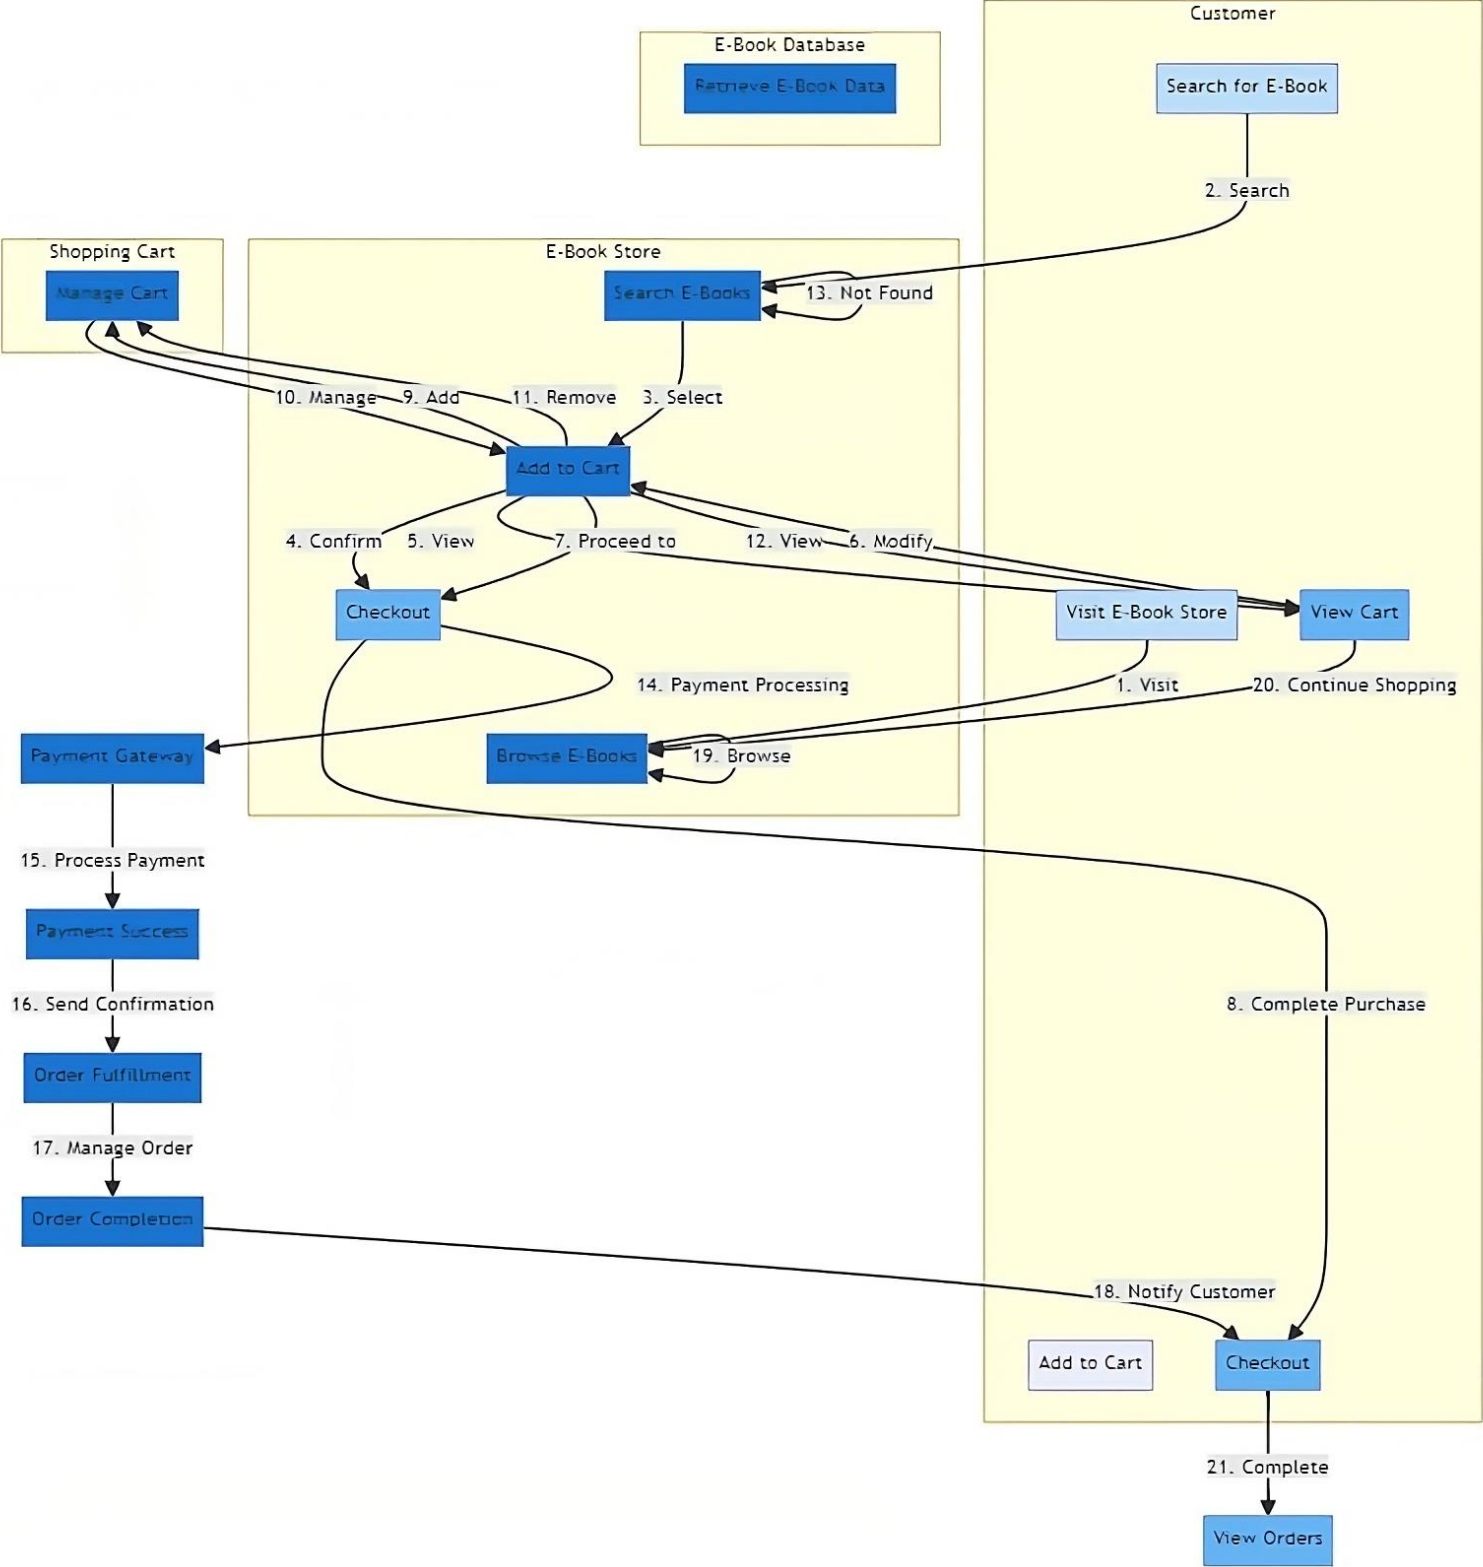 Customer
E-Book Database
Retrieve E-Book Data
Search for E-Book
2. Search
Shopping Cart
E-Book Store
Manage Cart
Search E-Books
13. Not Found
10. Manage
9. Add
11. Remove
3. Select
Add to Cart
4. Confirm
5. View
7. Proceed to
12. View
6. Modify
Checkout
Visit E-Book Store
View Cart
14. Payment Processing
1. Visit
20. Continue Shopping
Payment Gateway
Browse E-Books
19. Browse
15. Process Payment
Payment Success
16. Send Confirmation
8. Complete Purchase
Order Fulfillment
17. Manage Order
Order Completion
18. Notify Customer
Add to Cart
Checkout
21. Complete
View Orders